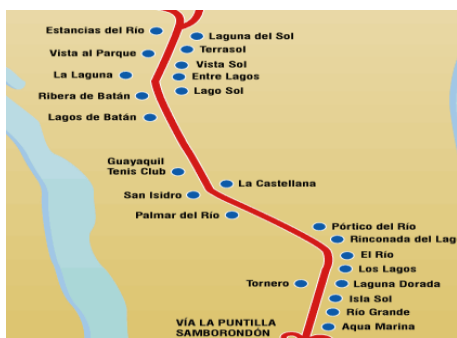 Estancias del Río
Laguna del Sol
Vista al Parque
Terrasol
Vista Sol
La Laguna
Entre Lagos
Lago Sol
Ribera de Batán
Lagos de Batán
Guayaquil
Tenis Club
La Castellana
San Isidro
Palmar del Río
Pórtico del Río
Rinconada del Lag
El Río
Los Lagos
Tornero
Laguna Dorada
Isla Sol
Río Grande
VÍA LA PUNTILLA
Aqua Marina
SAMBORONDÓN